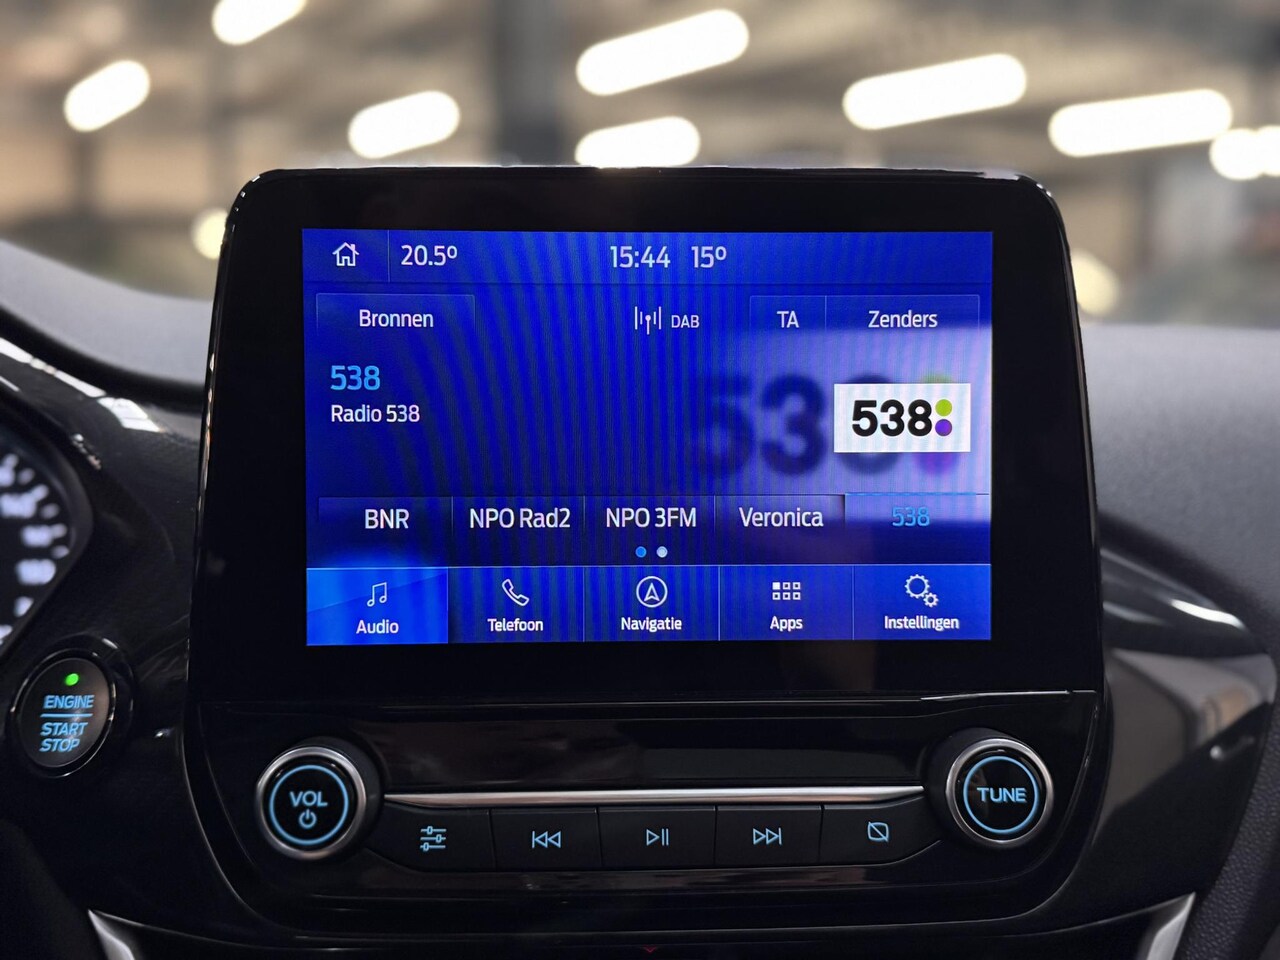 20.5º
15:44 15º
Bronnen
DAB
TA
Zenders
538
Radio 538
538
BNR
NPO Rad2
NPO 3FM
Veronica
538
Audio
Telefoon
Navigatie
Apps
Instellingen
ENGINE
START
STOP
VOL
TUNE